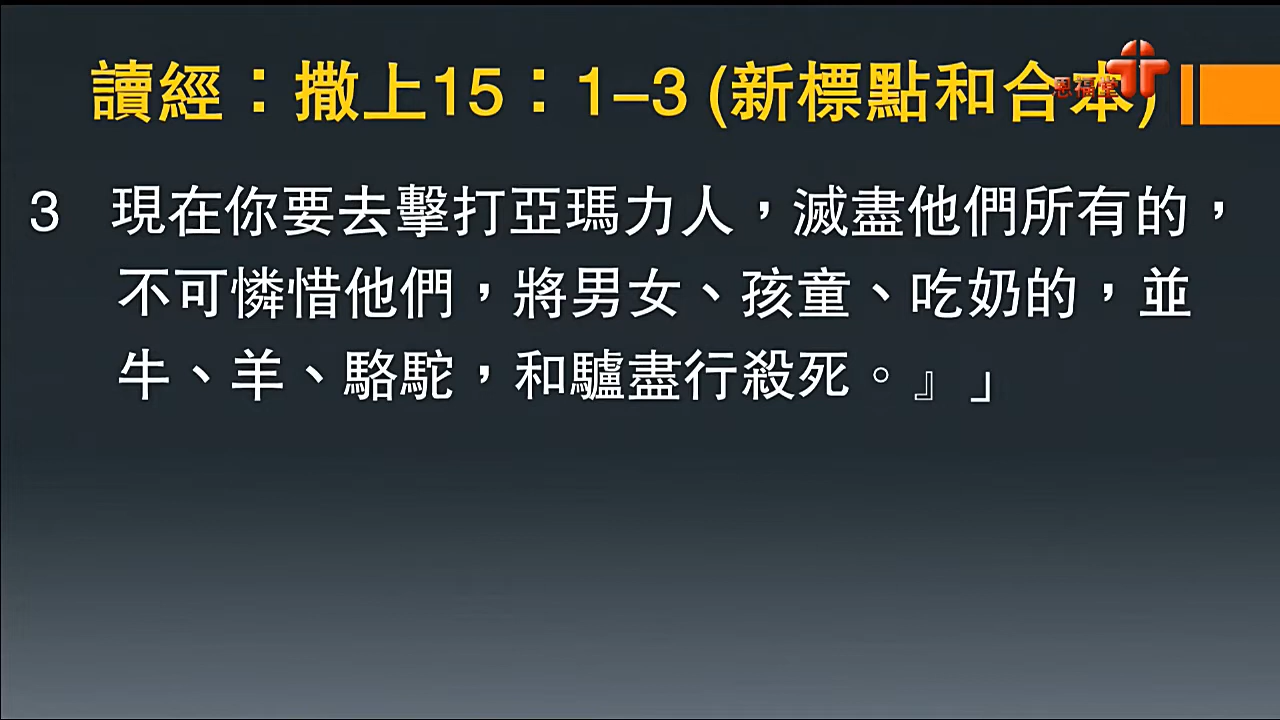 讀經：撒上15：1-3 (新標點和合本)
恩福堂
3 現在你要去擊打亞瑪力人，滅盡他們所有的，
不可憐惜他們，將男女、孩童、吃奶的，並
牛、羊、駱駝，和驢盡行殺死。』」